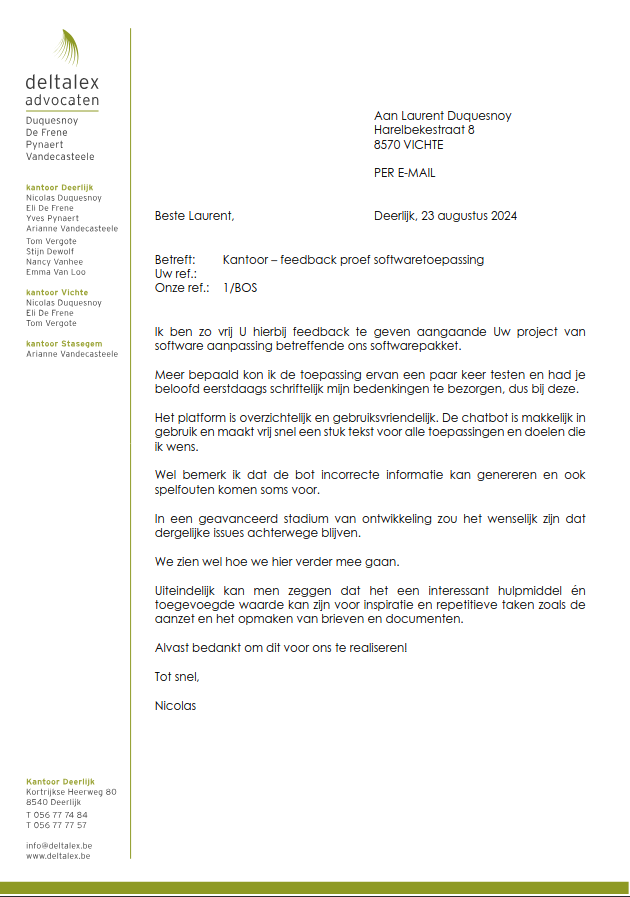 deltalex
advocaten
Duquesnoy
De Frene
Pynaert
Vandecasteele
kantoor Deerlijk
Nicolas Duquesnoy
Eli De Frene
Yves Pynaert
Arianne Vandecasteele
Tom Vergote
Stijn Dewolf
Nancy Vanhee
Emma Van Loo
kantoor Vichte
Nicolas Duquesnoy
Eli De Frene
Tom Vergote
kantoor Stasegem
Arianne Vandecasteele
Aan Laurent Duquesnoy
Harelbekestraat 8
8570 VICHTE
PER E-MAIL
Beste Laurent, Deerlijk, 23 augustus 2024
Betreft: Kantoor – feedback proef softwaretoepassing
Uw ref.:
Onze ref.: 1/BOS
Ik ben zo vrij U hierbij feedback te geven aangaande Uw project van
software aanpassing betreffende ons softwarepakket.
Meer bepaald kon ik de toepassing ervan een paar keer testen en had je
beloofd eerstdaags schriftelijk mijn bedenkingen te bezorgen, dus bij deze.
Het platform is overzichtelijk en gebruiksvriendelijk. De chatbot is makkelijk in
gebruik en maakt vrij snel een stuk tekst voor alle toepassingen en doelen die
ik wens.
Wel bemerk ik dat de bot incorrecte informatie kan genereren en ook
spelfouten komen soms voor.
In een geavanceerd stadium van ontwikkeling zou het wenselijk zijn dat
dergelijke issues achterwege blijven.
We zien wel hoe we hier verder mee gaan.
Uiteindelijk kan men zeggen dat het een interessant hulpmiddel én
toegevoegde waarde kan zijn voor inspiratie en repetitieve taken zoals de
aanzet en het opmaken van brieven en documenten.
Alvast bedankt om dit voor ons te realiseren!
Tot snel,
Nicolas
Kantoor Deerlijk
Kortrijkse Heerweg 80
8540 Deerlijk
T 056 77 74 84
T 056 77 77 57
info@deltalex.be
www.deltalex.be